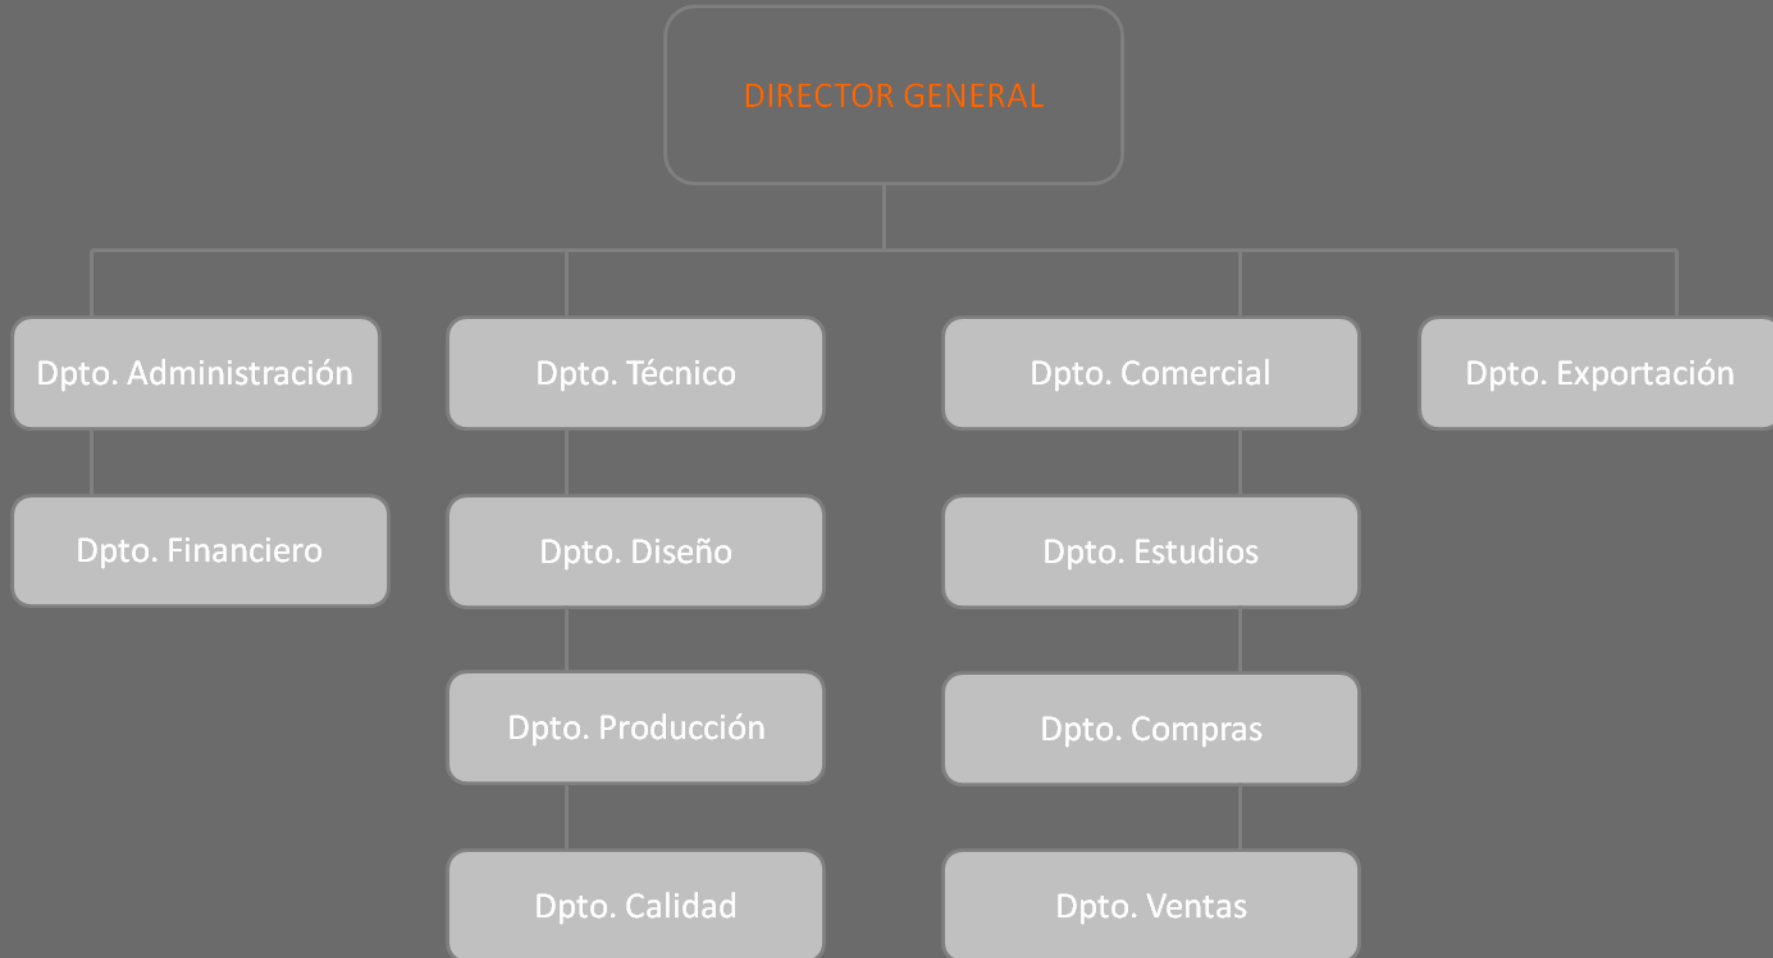 DIRECTOR GENERAL
Dpto. Administración
Dpto. Técnico
Dpto. Comercial
Dpto. Exportación
Dpto. Financiero
Dpto. Diseño
Dpto. Estudios
Dpto. Producción
Dpto. Compras
Dpto. Calidad
Dpto. Ventas